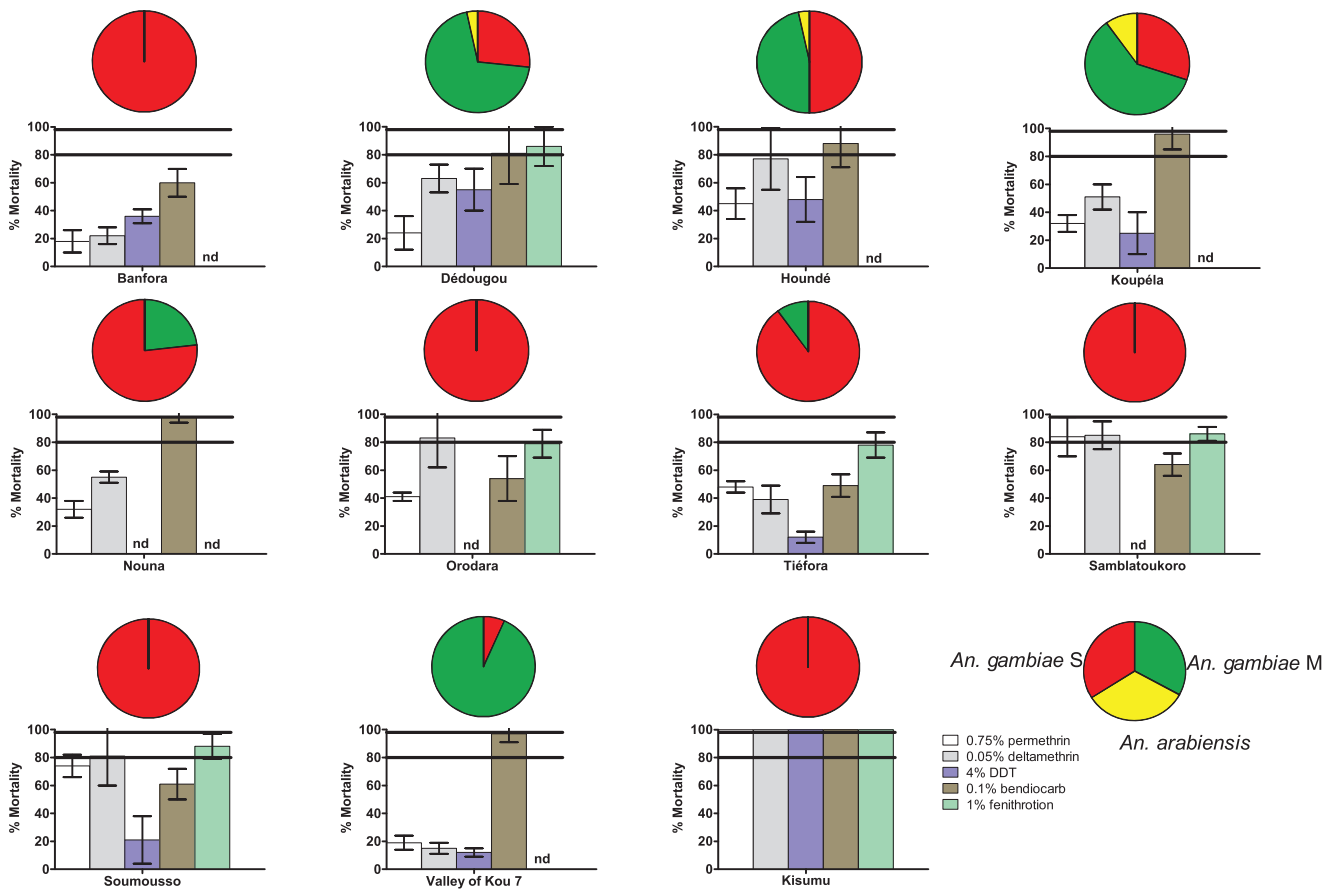 100
80
60
40
20
0
% Mortality
nd
Banfora
100
80
60
40
20
0
% Mortality
Dédougou
100
80
60
40
20
0
% Mortality
nd
Houndé
100
80
60
40
20
0
% Mortality
nd
Koupéla
100
80
60
40
20
0
% Mortality
nd
nd
Nouna
100
80
60
40
20
0
% Mortality
nd
Orodara
100
80
60
40
20
0
% Mortality
Tiéfora
100
80
60
40
20
0
% Mortality
nd
Samblatoukoro
100
80
60
40
20
0
% Mortality
Soumousso
100
80
60
40
20
0
% Mortality
nd
Valley of Kou 7
100
80
60
40
20
0
% Mortality
Kisumu
An. gambiae S
An. gambiae M
An. arabiensis
0.75% permethrin
0.05% deltamethrin
4% DDT
0.1% bendiocarb
1% fenithrotion